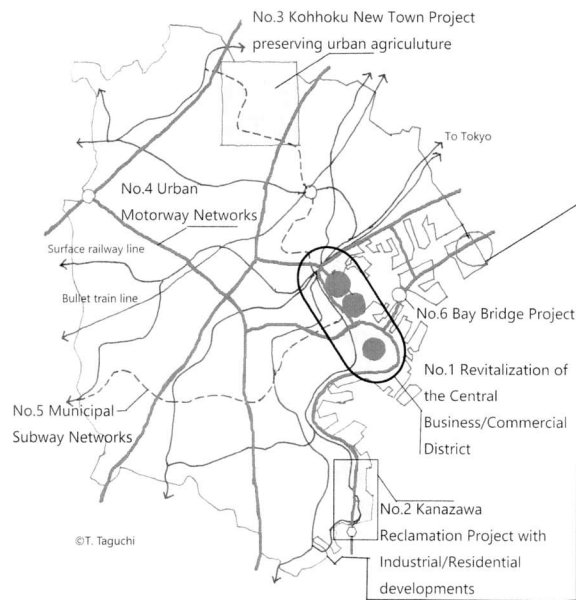 No.3 Kohhoku New Town Project
preserving urban agriculuture
To Tokyo
No.4 Urban
Motorway Networks
Surface railway line
Bullet train line
No.6 Bay Bridge Project
No.1 Revitalization of
the Central
Business/Commercial
District
No.5 Municipal
Subway Networks
No.2 Kanazawa
Reclamation Project with
Industrial/Residential
developments
©T. Taguchi